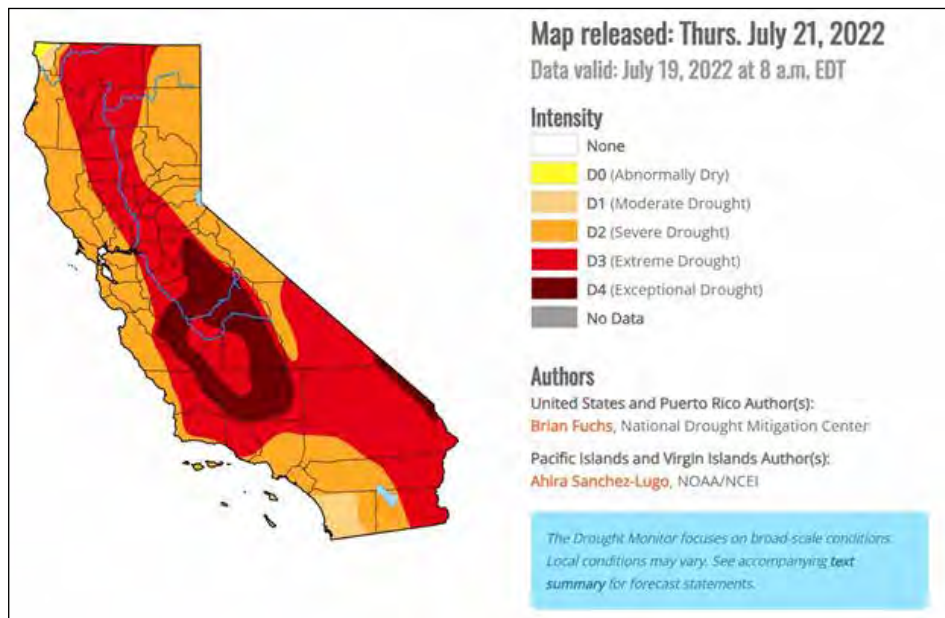 Map released: Thurs. July 21, 2022
Data valid: July 19, 2022 at 8 a.m. EDT
Intensity
None
D0 (Abnormally Dry)
D1 (Moderate Drought)
D2 (Severe Drought)
D3 (Extreme Drought)
D4 (Exceptional Drought)
No Data
Authors
United States and Puerto Rico Author(s):
Brian Fuchs, National Drought Mitigation Center
Pacific Islands and Virgin Islands Author(s):
Ahira Sanchez-Lugo, NOAA/NCEI
The Drought Monitor focuses on broad-scale conditions.
Local conditions may vary. See accompanying text
summary for forecast statements.